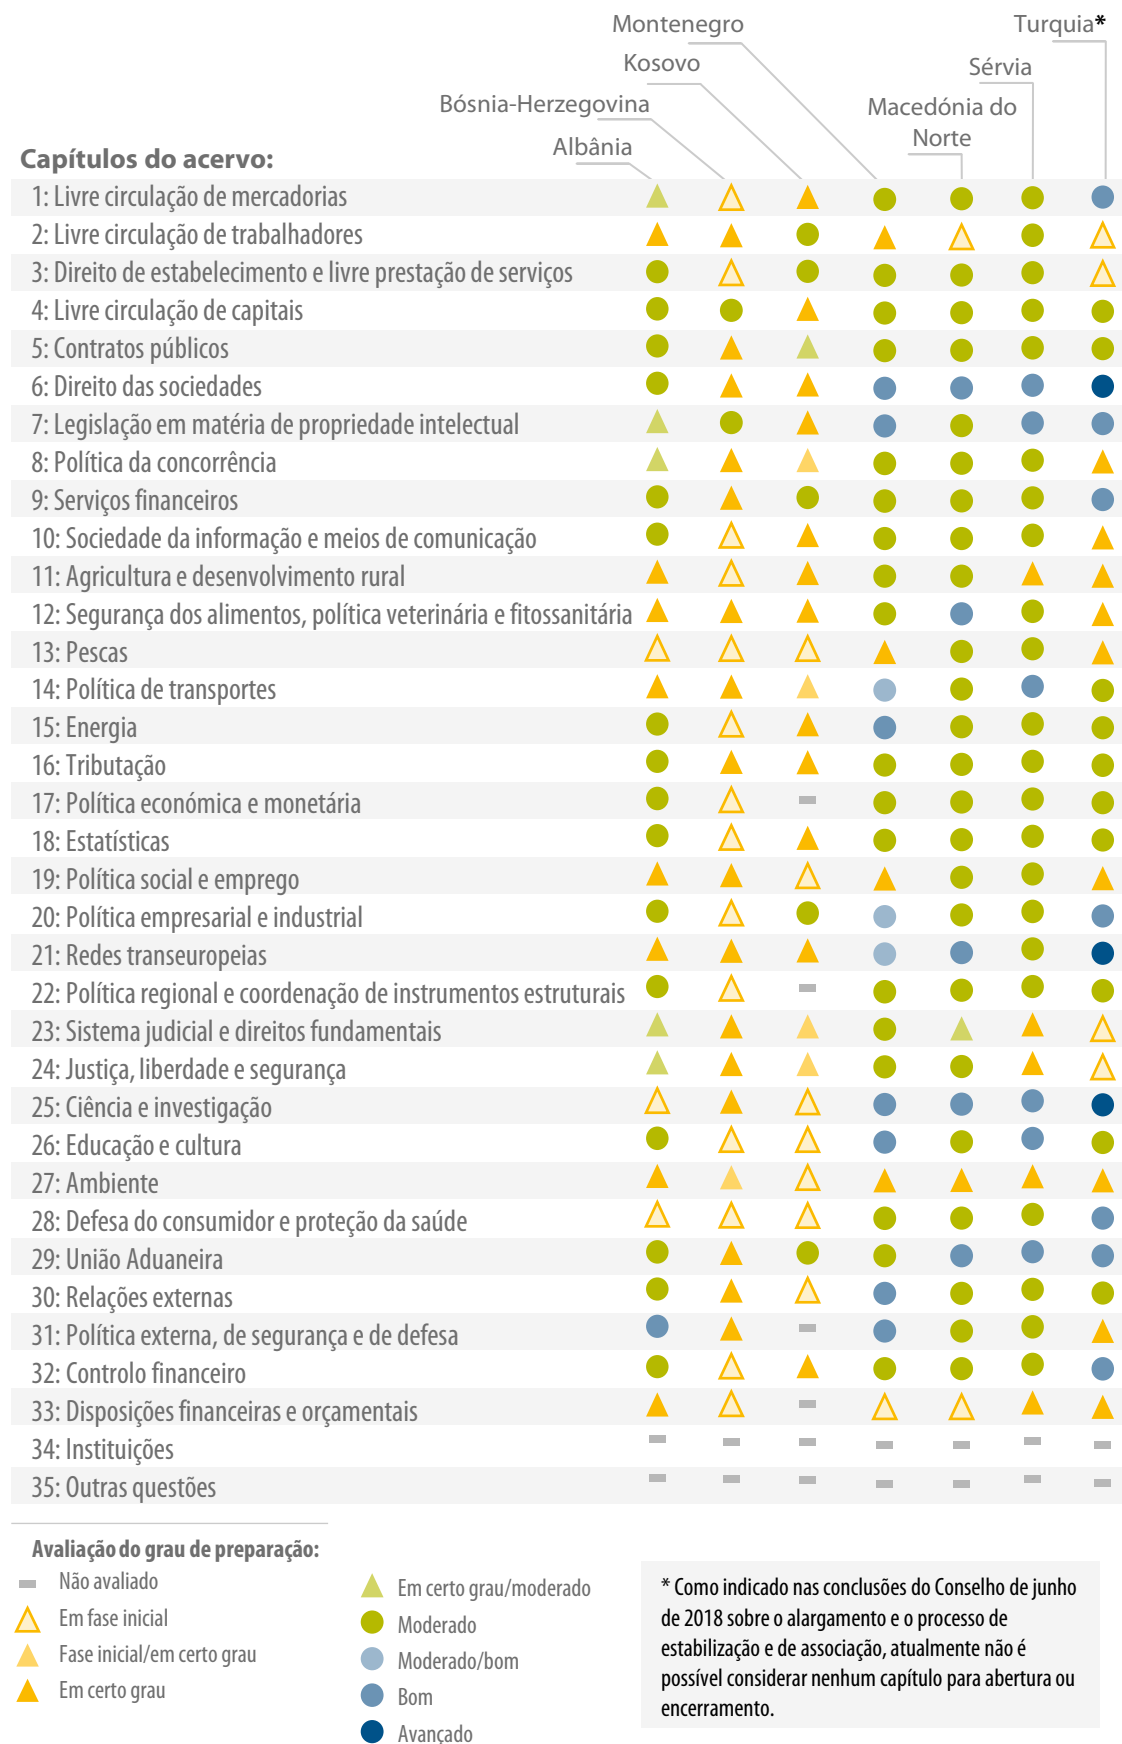 Montenegro
Turquia*
Kosovo
Sérvia
Bósnia-Herzegovina
Macedónia do
Norte
Albânia
Capítulos do acervo:
1: Livre circulação de mercadorias
2: Livre circulação de trabalhadores
3: Direito de estabelecimento e livre prestação de serviços
4: Livre circulação de capitais
5: Contratos públicos
6: Direito das sociedades
7: Legislação em matéria de propriedade intelectual
8: Política da concorrência
9: Serviços financeiros
10: Sociedade da informação e meios de comunicação
11: Agricultura e desenvolvimento rural
12: Segurança dos alimentos, política veterinária e fitossanitária
13: Pescas
14: Política de transportes
15: Energia
16: Tributação
17: Política económica e monetária
18: Estatísticas
19: Política social e emprego
20: Política empresarial e industrial
21: Redes transeuropeias
22: Política regional e coordenação de instrumentos estruturais
23: Sistema judicial e direitos fundamentais
24: Justiça, liberdade e segurança
25: Ciência e investigação
26: Educação e cultura
27: Ambiente
28: Defesa do consumidor e proteção da saúde
29: União Aduaneira
30: Relações externas
31: Política externa, de segurança e de defesa
32: Controlo financeiro
33: Disposições financeiras e orçamentais
34: Instituições
35: Outras questões
Avaliação do grau de preparação:
Não avaliado
Em fase inicial
Fase inicial/em certo grau
Em certo grau
Em certo grau/moderado
Moderado
Moderado/bom
Bom
Avançado
* Como indicado nas conclusões do Conselho de junho
de 2018 sobre o alargamento e o processo de
estabilização e de associação, atualmente não é
possível considerar nenhum capítulo para abertura ou
encerramento.